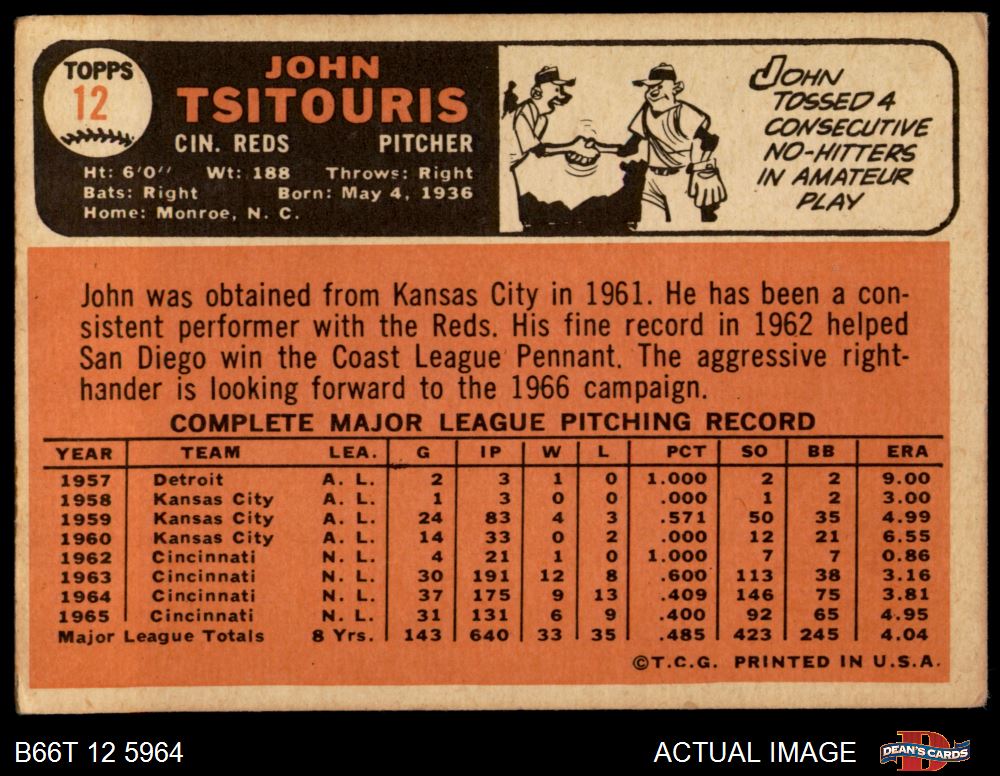 TOPPS
12
JOHN
TSITOURIS
CIN. REDS PITCHER
Ht: 6'0" Wt: 188 Throws: Right
Bats: Right Born: May 4, 1936
Home: Monroe, N. C.
JOHN
TOSSED 4
CONSECUTIVE
NO-HITTERS
IN AMATEUR
PLAY
John was obtained from Kansas City in 1961. He has been a con-
sistent performer with the Reds. His fine record in 1962 helped
San Diego win the Coast League Pennant. The aggressive right-
hander is looking forward to the 1966 campaign.
COMPLETE MAJOR LEAGUE PITCHING RECORD
YEAR TEAM LEA. G IP W L PCT SO BB ERA
1957 Detroit A. L. 2 3 1 0 1.000 2 2 9.00
1958 Kansas City A. L. 1 3 0 0 .000 1 2 3.00
1959 Kansas City A. L. 24 83 4 3 .571 50 35 4.99
1960 Kansas City A. L. 14 33 0 2 .000 12 21 6.55
1962 Cincinnati N. L. 4 21 1 0 1.000 7 7 0.86
1963 Cincinnati N. L. 30 191 12 8 .600 113 38 3.16
1964 Cincinnati N. L. 37 175 9 13 .409 146 75 3.81
1965 Cincinnati N. L. 31 131 6 9 .400 92 65 4.95
Major League Totals 8 Yrs. 143 640 33 35 .485 423 245 4.04
©T.C.G. PRINTED IN U.S.A.
B66T 12 5964
ACTUAL IMAGE
DEAN'S CARDS